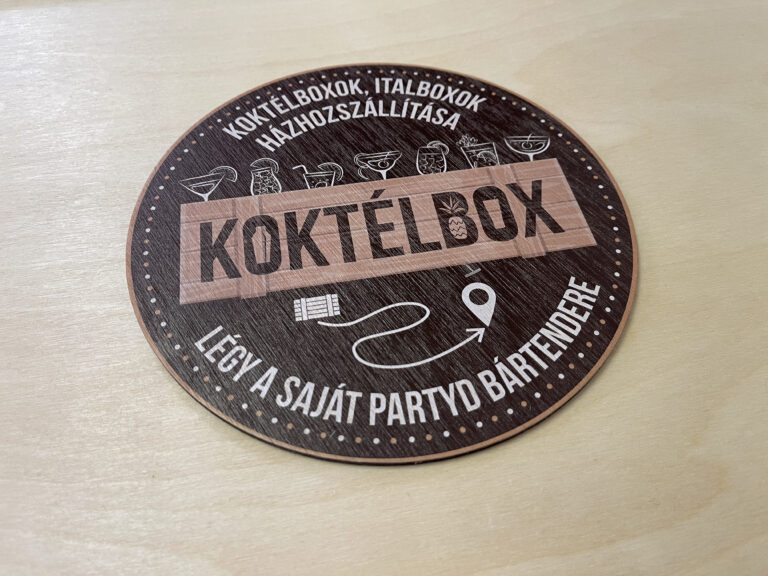 KOKTÉLBOXOK, ITALBOXOK
HÁZHOZSZÁLLÍTÁSA
KOKTÉLBOX
LÉGY A SAJÁT PARTYD BÁRTENDERE